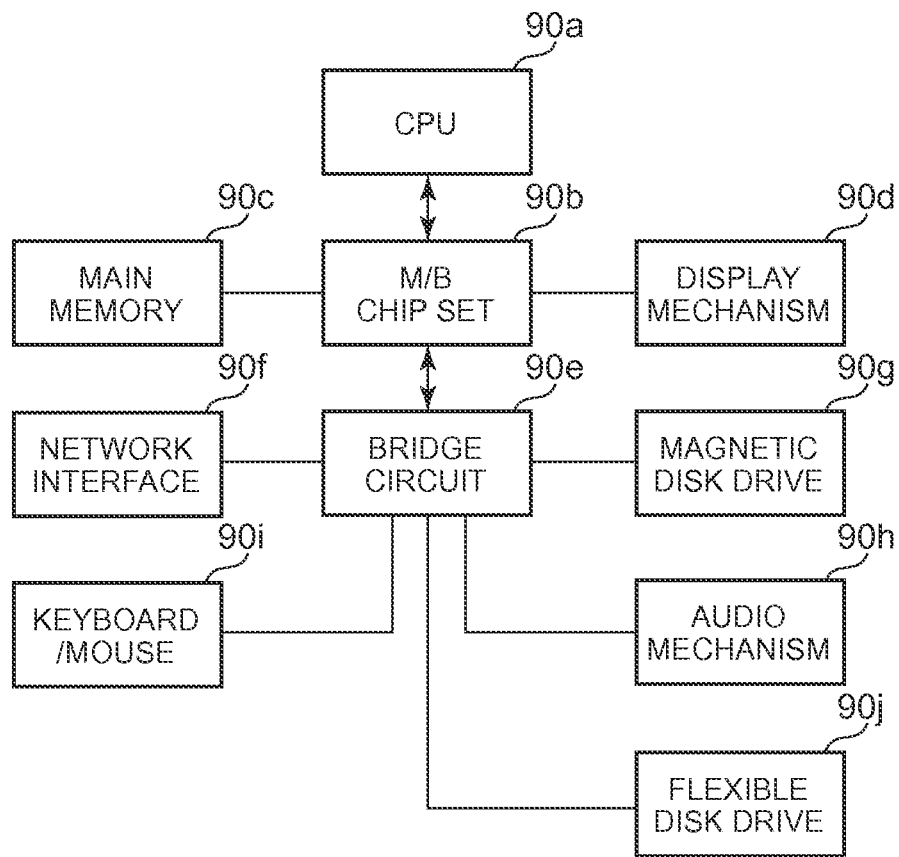 90a
CPU
90c
90b
90d
MAIN
MEMORY
M/B
CHIP SET
DISPLAY
MECHANISM
90f
90e
90g
NETWORK
INTERFACE
BRIDGE
CIRCUIT
MAGNETIC
DISK DRIVE
90i
90h
KEYBOARD
/MOUSE
AUDIO
MECHANISM
90j
FLEXIBLE
DISK DRIVE